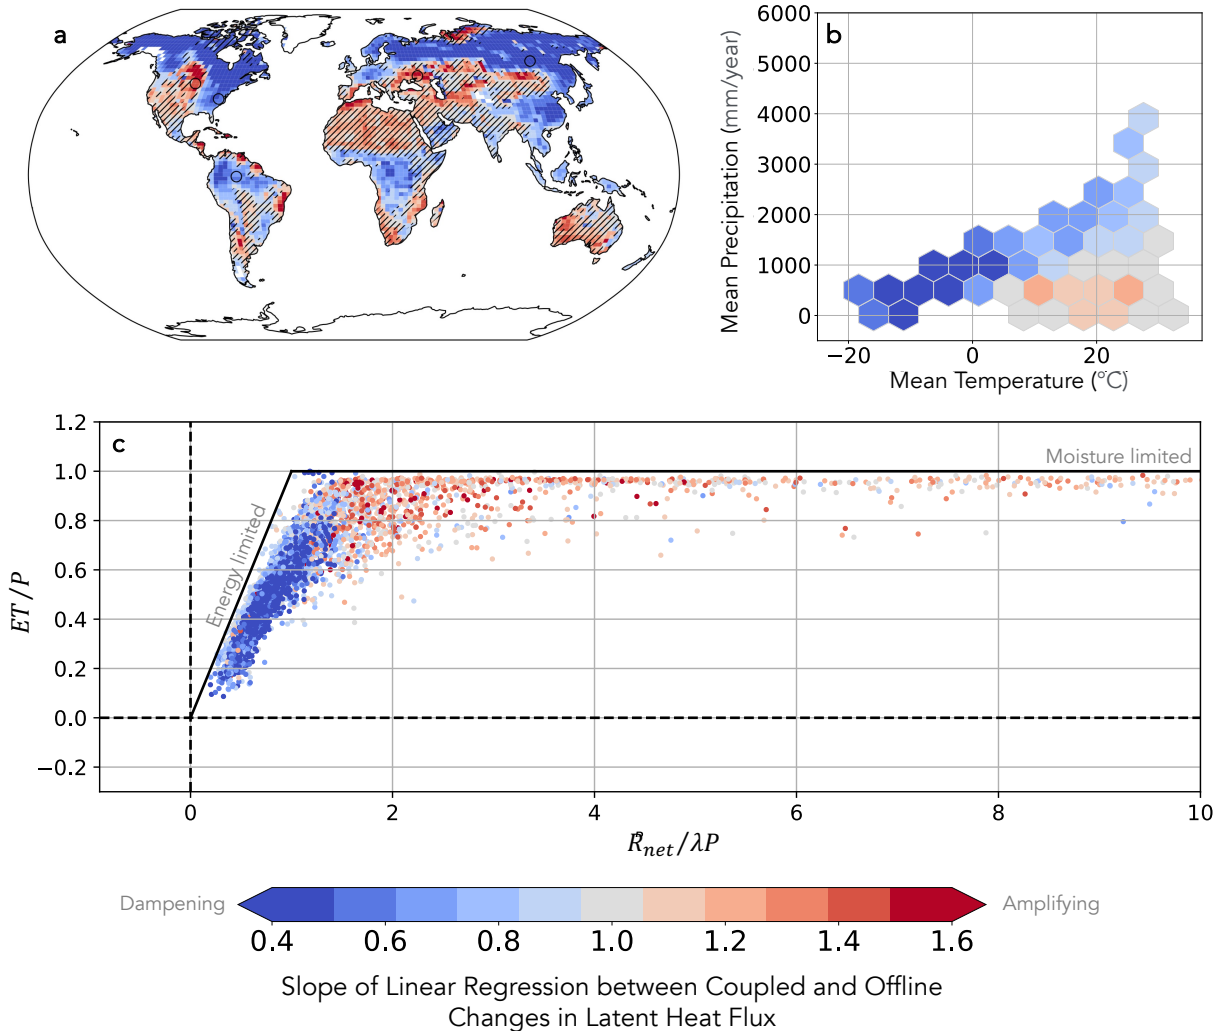 a
b
6000
5000
4000
3000
2000
1000
0
Mean Precipitation (mm/year)
−20
0
20
Mean Temperature (°C)
c
1.2
1.0
0.8
0.6
0.4
0.2
0.0
−0.2
ET/P
Energy limited
Moisture limited
0
2
4
6
8
10
R_net/λP
Dampening
Amplifying
0.4
0.6
0.8
1.0
1.2
1.4
1.6
Slope of Linear Regression between Coupled and Offline
Changes in Latent Heat Flux